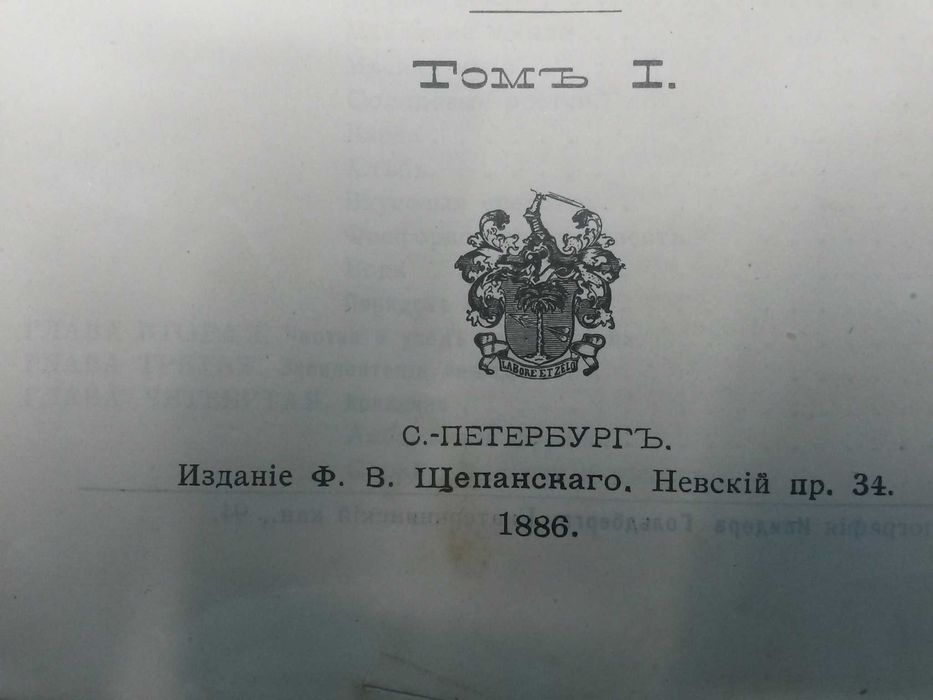 Томъ I.
LABORE ET ZELO
С.-ПЕТЕРБУРГЪ.
Изданіе Ф. В. Щепанскаго. Невскій пр. 34.
1886.